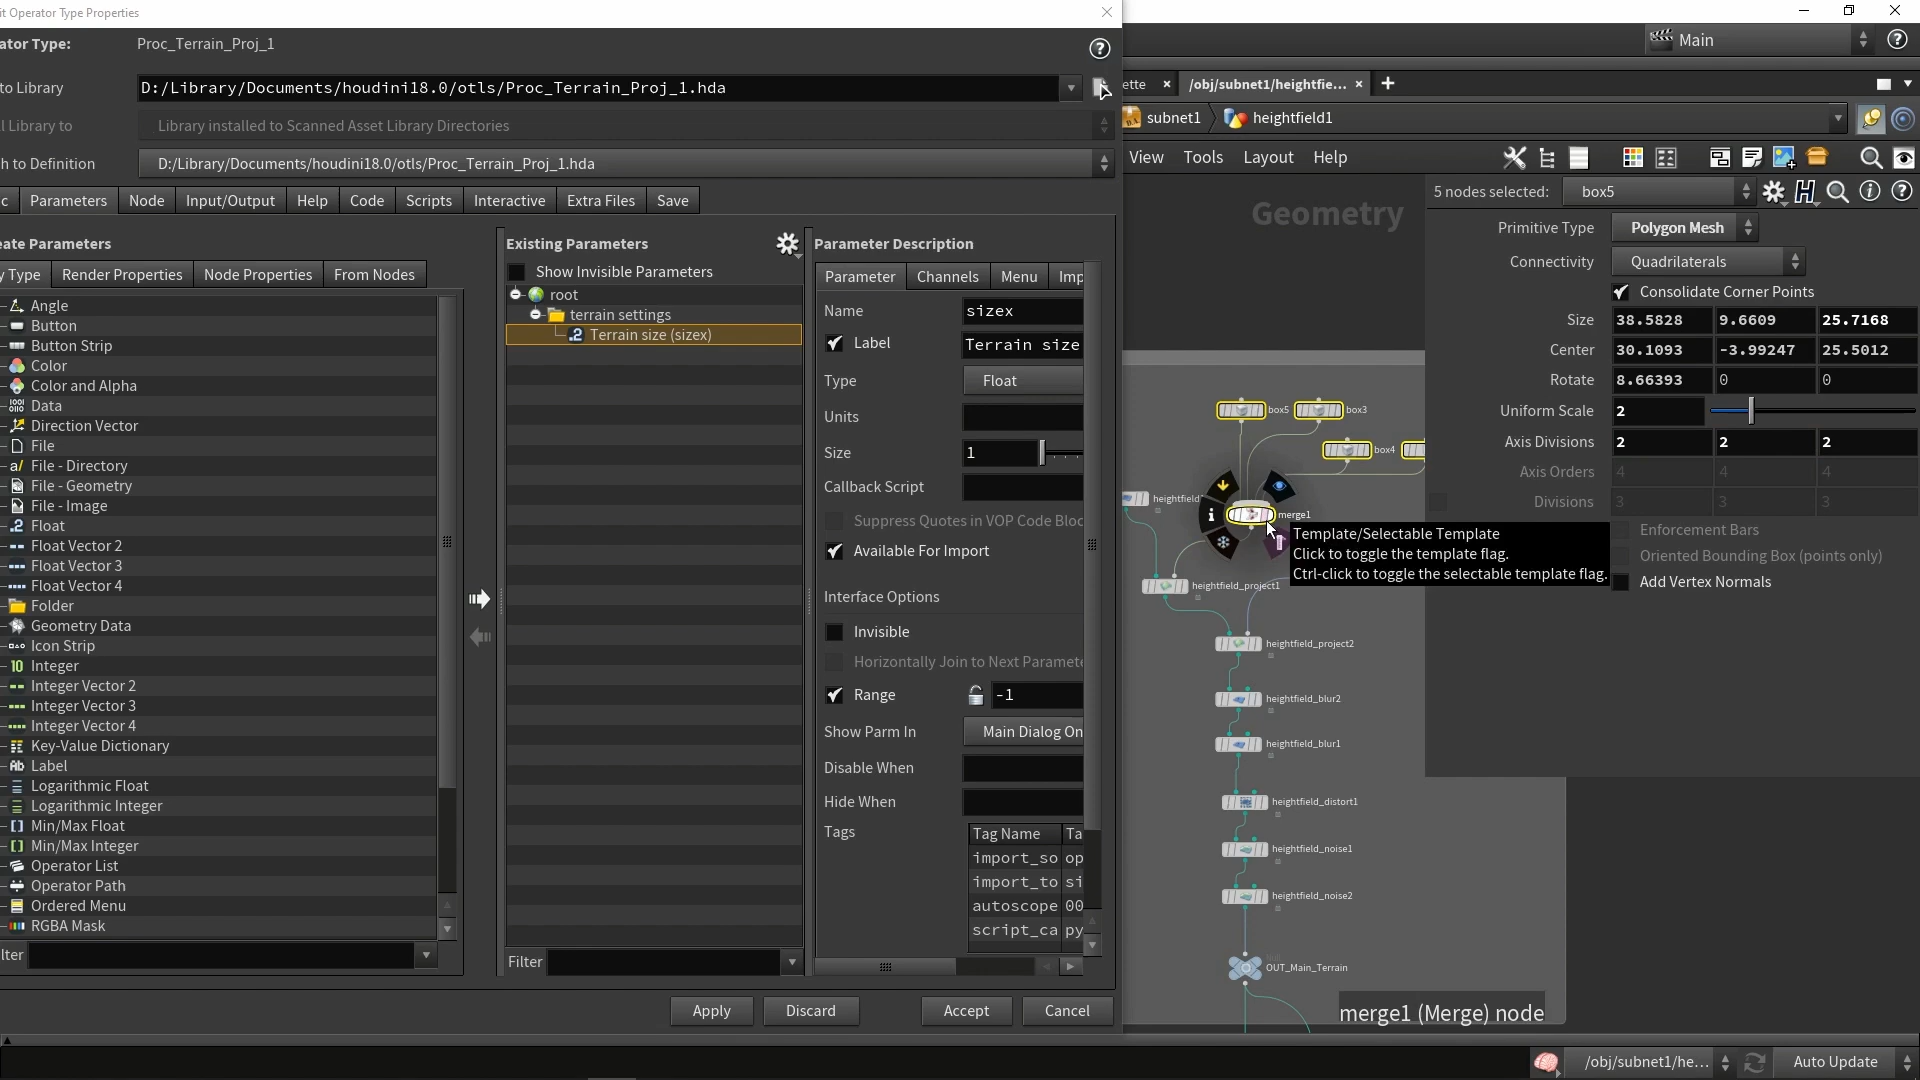 it Operator Type Properties
ator Type:
Proc_Terrain_Proj_1
to Library
D:/Library/Documents/houdini18.0/otls/Proc_Terrain_Proj_1.hda
ll Library to
Library installed to Scanned Asset Library Directories
h to Definition
D:/Library/Documents/houdini18.0/otls/Proc_Terrain_Proj_1.hda
c
Parameters
Node
Input/Output
Help
Code
Scripts
Interactive
Extra Files
Save
eate Parameters
y Type
Render Properties
Node Properties
From Nodes
Angle
Button
Button Strip
Color
Color and Alpha
Data
Direction Vector
File
File - Directory
File - Geometry
File - Image
Float
Float Vector 2
Float Vector 3
Float Vector 4
Folder
Geometry Data
Icon Strip
Integer
Integer Vector 2
Integer Vector 3
Integer Vector 4
Key-Value Dictionary
Label
Logarithmic Float
Logarithmic Integer
Min/Max Float
Min/Max Integer
Operator List
Operator Path
Ordered Menu
RGBA Mask
lter
Existing Parameters
Show Invisible Parameters
root
terrain settings
Terrain size (sizex)
Filter
Parameter Description
Parameter
Channels
Menu
Imp
Name
sizex
Label
Terrain size
Type
Float
Units
Size
1
Callback Script
Suppress Quotes in VOP Code Bloc
Available For Import
Interface Options
Invisible
Horizontally Join to Next Paramete
Range
-1
Show Parm In
Main Dialog On
Disable When
Hide When
Tags
Tag Name
Ta
import_so
op
import_to
si
autoscope
00
script_ca
py
Apply
Discard
Accept
Cancel
Main
ette
/obj/subnet1/heightfie...
subnet1
heightfield1
View
Tools
Layout
Help
Geometry
5 nodes selected:
box5
Primitive Type
Polygon Mesh
Connectivity
Quadrilaterals
Consolidate Corner Points
Size
38.5828
9.6609
25.7168
Center
30.1093
-3.99247
25.5012
Rotate
8.66393
0
0
Uniform Scale
2
Axis Divisions
2
2
2
Axis Orders
4
4
4
Divisions
3
3
3
Enforcement Bars
Oriented Bounding Box (points only)
Add Vertex Normals
box5
box3
box4
heightfield
merge1
Template/Selectable Template
Click to toggle the template flag.
Ctrl-click to toggle the selectable template flag.
heightfield_project1
heightfield_project2
heightfield_blur2
heightfield_blur1
heightfield_distort1
heightfield_noise1
heightfield_noise2
Null
OUT_Main_Terrain
merge1 (Merge) node
/obj/subnet1/he...
Auto Update